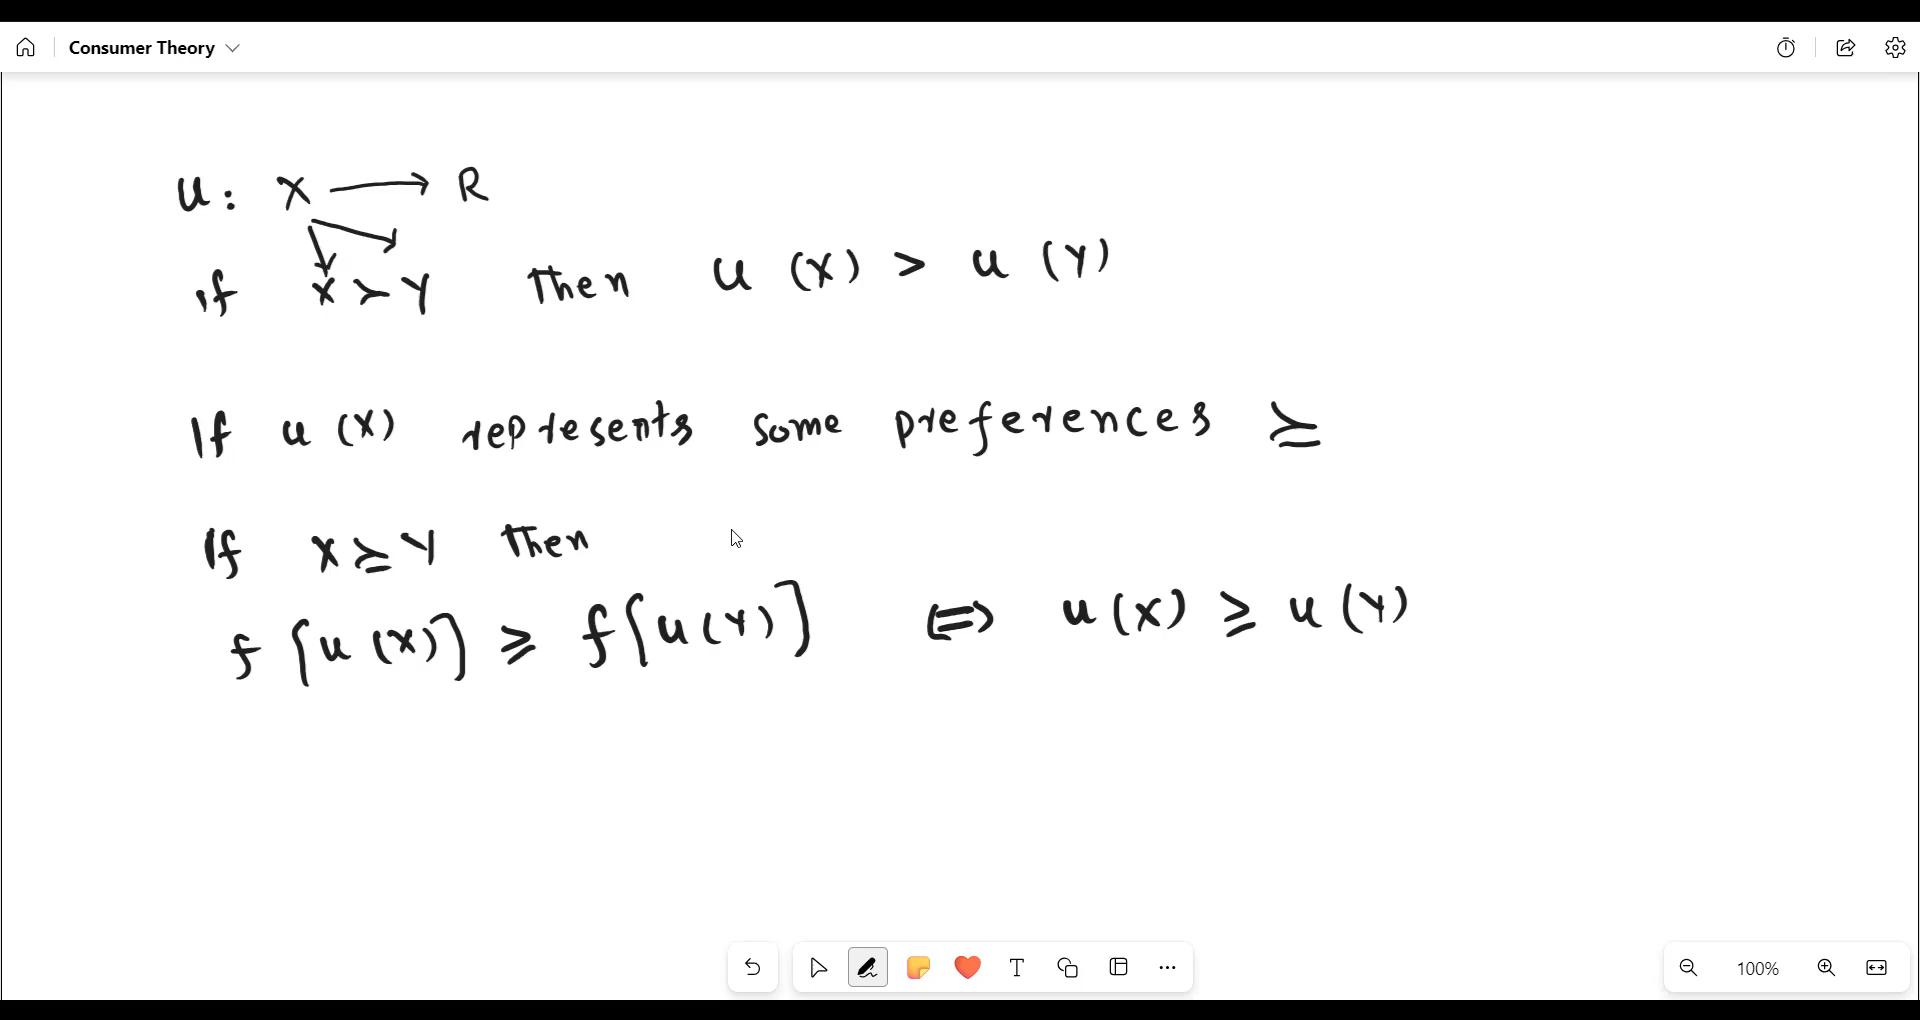 Consumer Theory
u: X → R
if X ≻ Y Then u (X) > u (Y)
If u (X) represents some preferences ≽
If X ≽ Y Then
f [u (X)] ≥ f [u (Y)] ⇔ u (X) ≥ u (Y)
100%